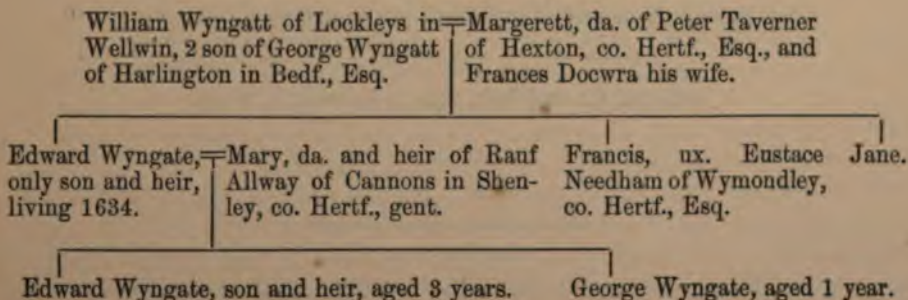 William Wyngatt of Lockleys in
Wellwin, 2 son of George Wyngatt
of Harlington in Bedf., Esq.
Margerett, da. of Peter Taverner
of Hexton, co. Hertf., Esq., and
Frances Docwra his wife.
Edward Wyngate,
only son and heir,
living 1634.
Mary, da. and heir of Rauf
Allway of Cannons in Shen-
ley, co. Hertf., gent.
Francis, ux. Eustace
Needham of Wymondley,
co. Hertf., Esq.
Jane.
Edward Wyngate, son and heir, aged 3 years.
George Wyngate, aged 1 year.